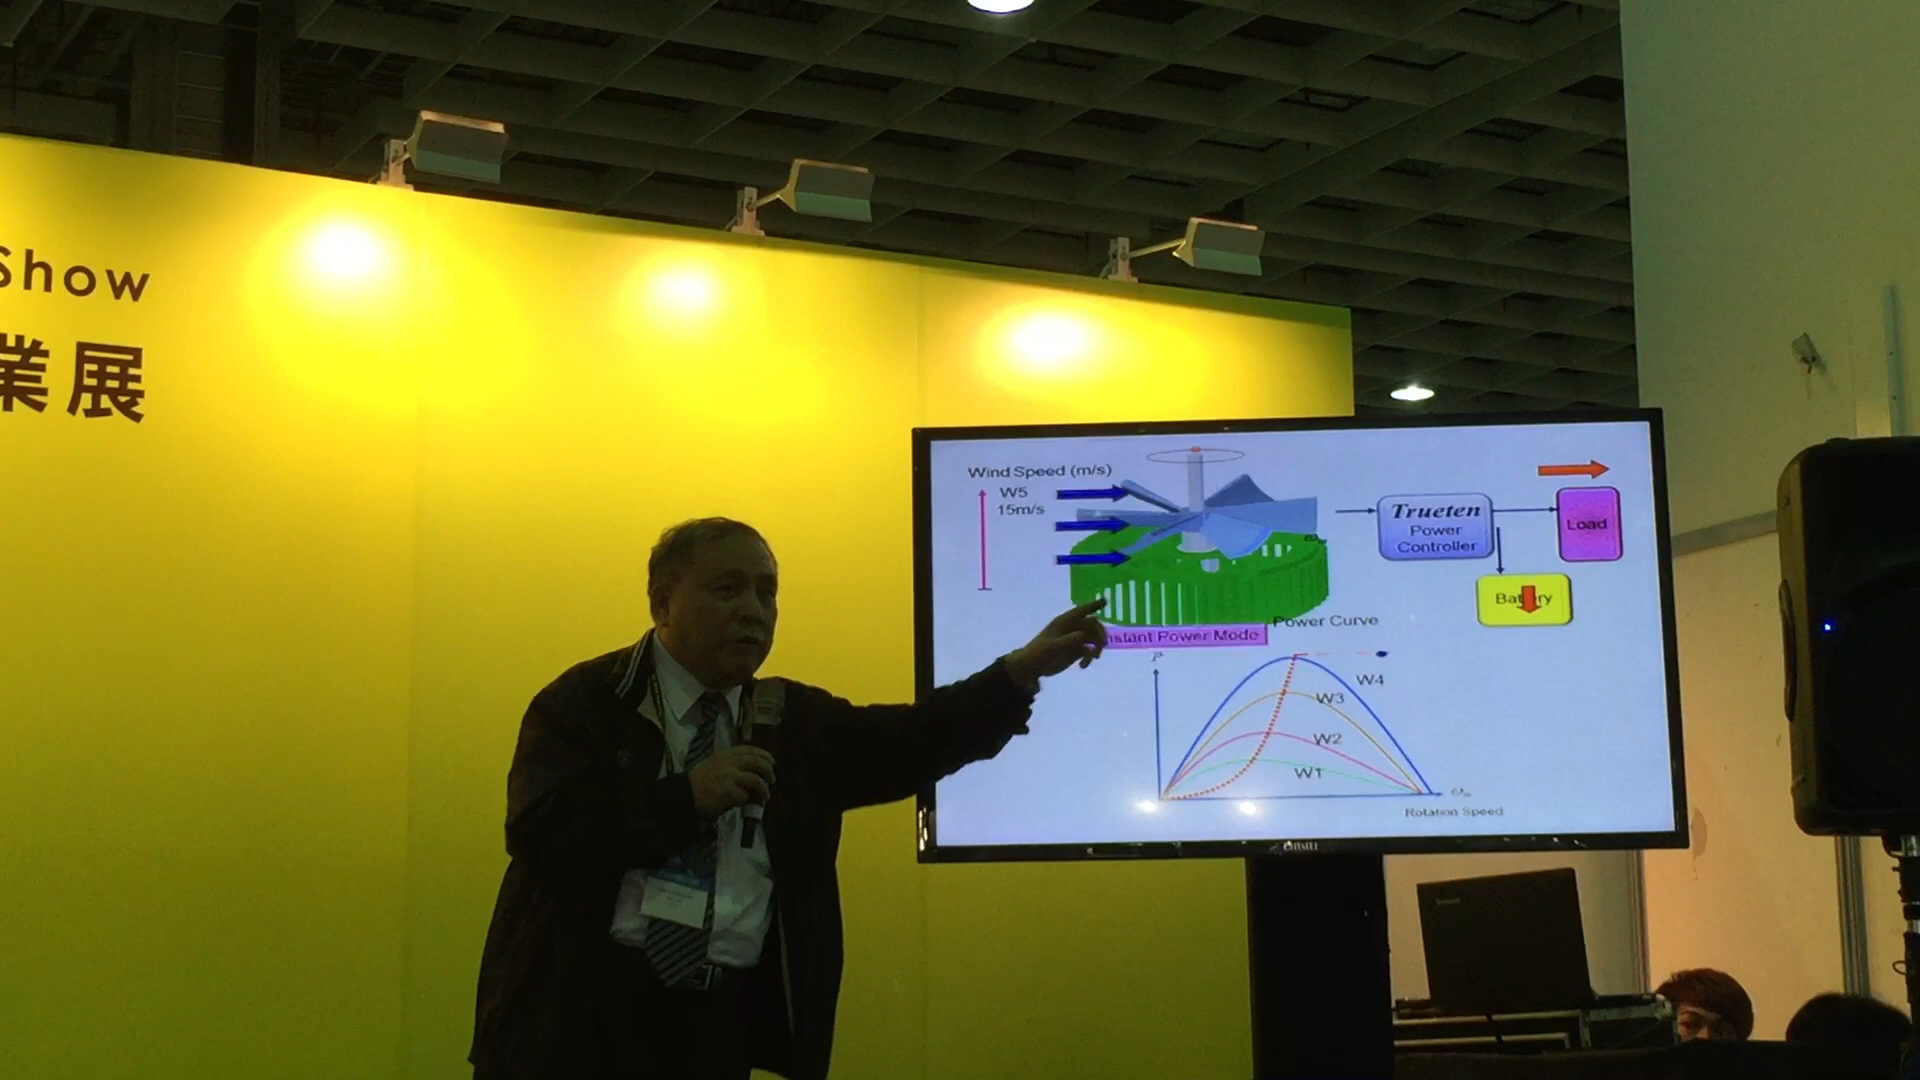 Show
業展
Wind Speed (m/s)
W5
15m/s
Trueten
Power
Controller
Load
Battery
Power Curve
nstant Power Mode
P
W4
W3
W2
W1
Rotation Speed